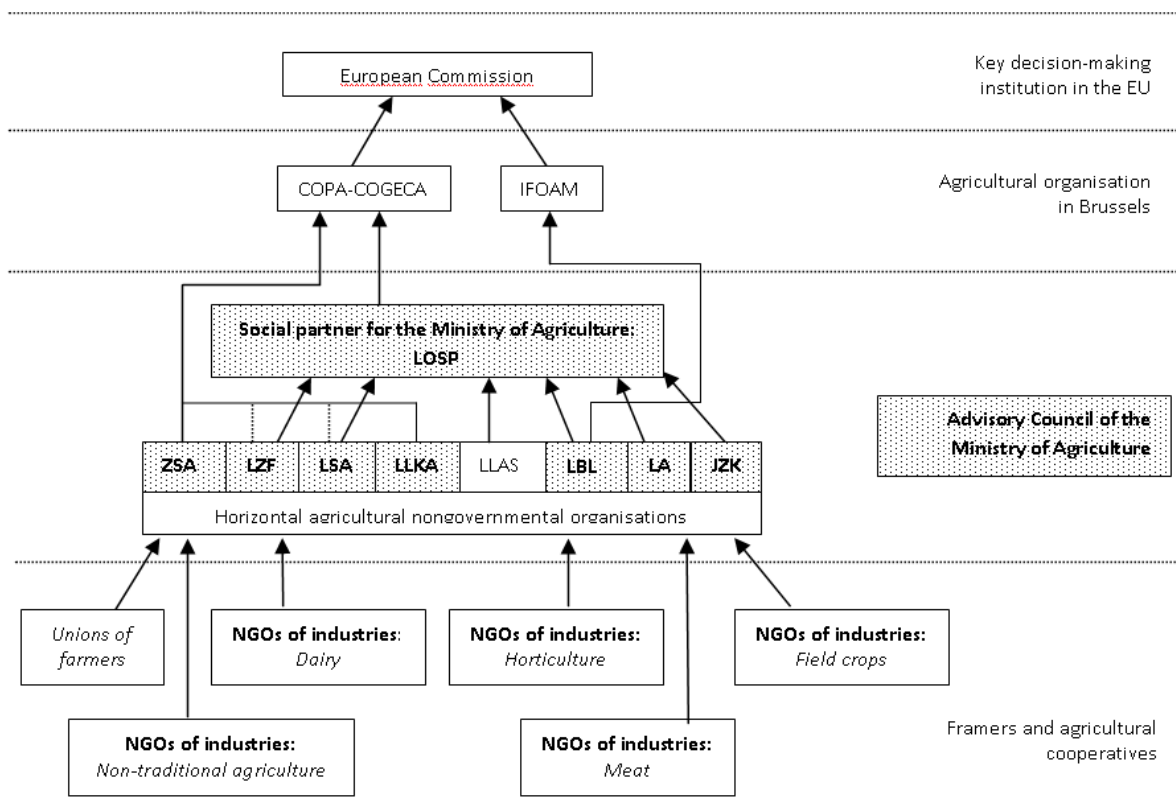 European Commission
Key decision-making
institution in the EU
COPA-COGECA
IFOAM
Agricultural organisation
in Brussels
Social partner for the Ministry of Agriculture:
LOSP
Advisory Council of the
Ministry of Agriculture
ZSA
LZF
LSA
LLKA
LLAS
LBL
LA
JZK
Horizontal agricultural nongovernmental organisations
Unions of
farmers
NGOs of industries:
Dairy
NGOs of industries:
Horticulture
NGOs of industries:
Field crops
NGOs of industries:
Non-traditional agriculture
NGOs of industries:
Meat
Framers and agricultural
cooperatives